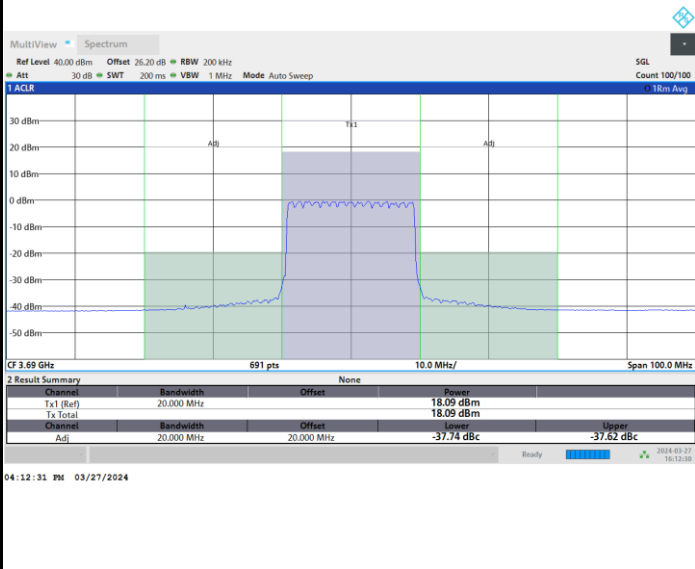 MultiView Spectrum
Ref Level 40.00 dBm Offset 26.20 dB RBW 200 kHz SGL
Att 30 dB SWT 200 ms VBW 1 MHz Mode Auto Sweep Count 100/100
1 ACLR 1Rm Avg
30 dBm
Tx1
20 dBm Adj Adj
10 dBm
0 dBm
-10 dBm
-20 dBm
-30 dBm
-40 dBm
-50 dBm
CF 3.69 GHz 691 pts 10.0 MHz/ Span 100.0 MHz
2 Result Summary None
Channel Bandwidth Offset Power
Tx1 (Ref) 20.000 MHz 18.09 dBm
Tx Total 18.09 dBm
Channel Bandwidth Offset Lower Upper
Adj 20.000 MHz 20.000 MHz -37.74 dBc -37.62 dBc
Ready 2024-03-27
16:12:30
04:12:31 PM 03/27/2024